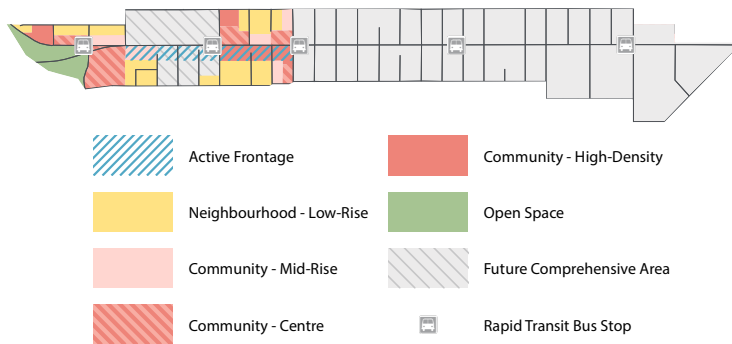 Active Frontage
Community - High-Density
Neighbourhood - Low-Rise
Open Space
Community - Mid-Rise
Future Comprehensive Area
Community - Centre
Rapid Transit Bus Stop